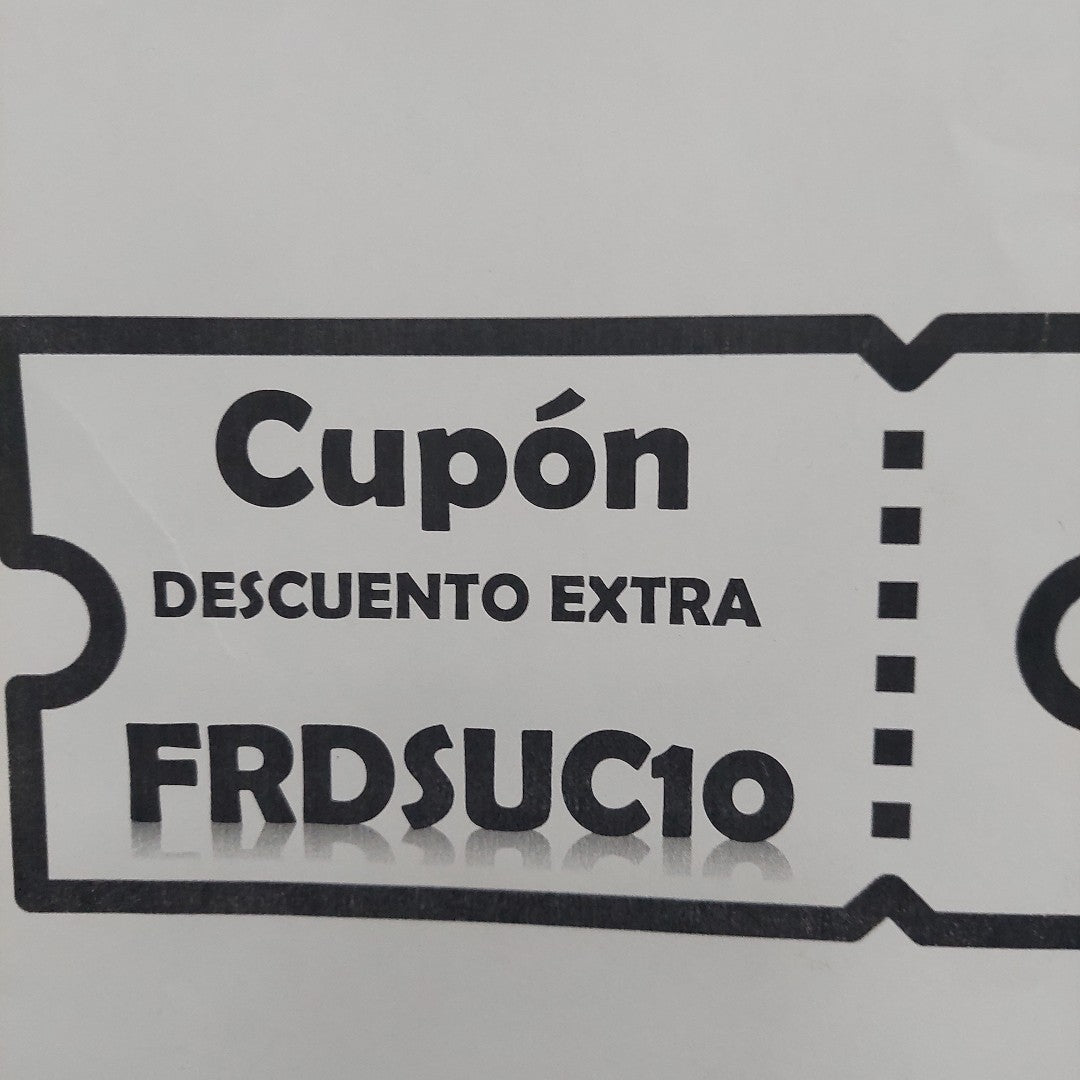 Cupón
DESCUENTO EXTRA
FRDSUC10